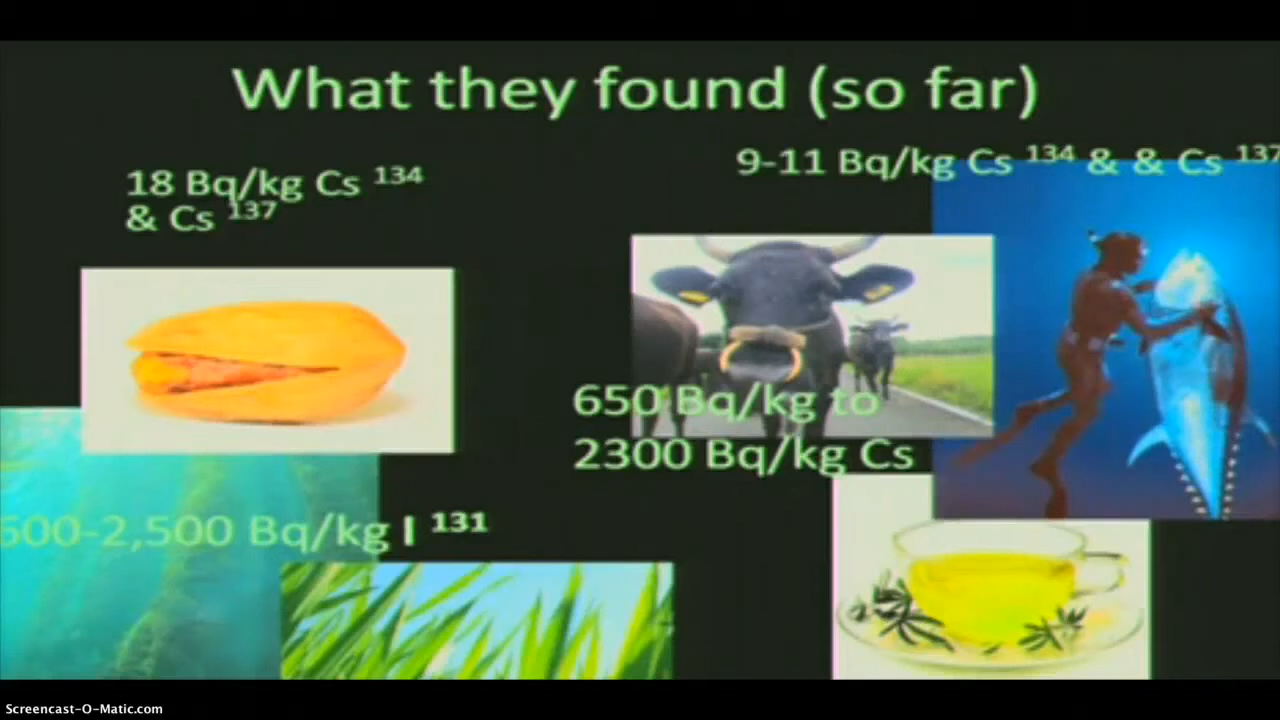 What they found (so far)
18 Bq/kg Cs 134
& Cs 137
9-11 Bq/kg Cs 134 & & Cs 137
650 Bq/kg to
2300 Bq/kg Cs
600-2,500 Bq/kg I 131
Screencast-O-Matic.com